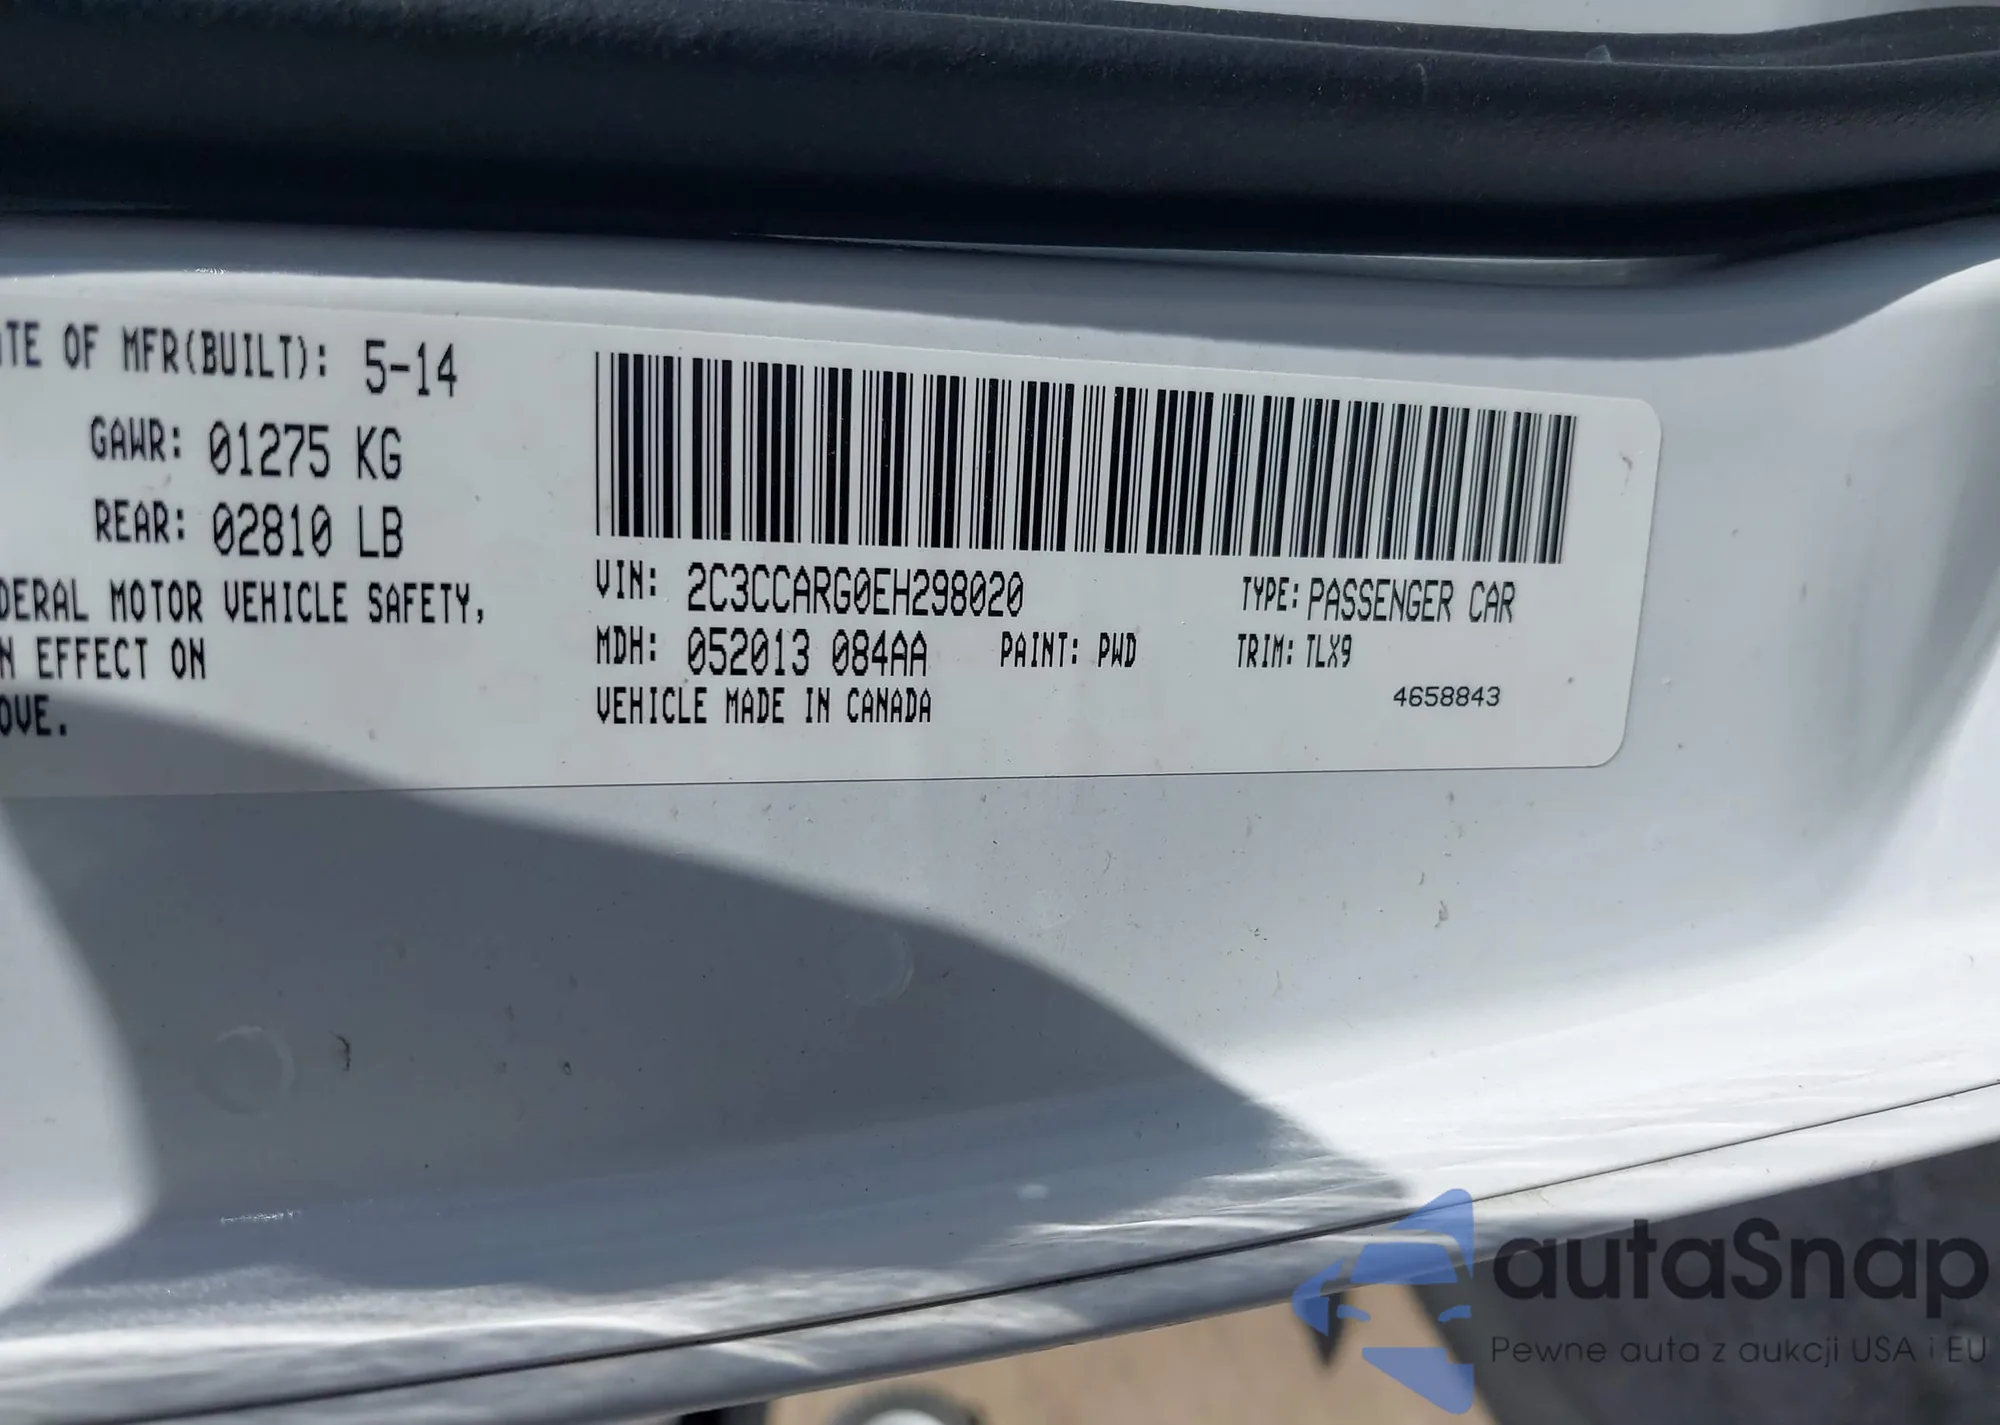 ATE OF MFR(BUILT): 5-14
GAWR: 01275 KG
REAR: 02810 LB
DERAL MOTOR VEHICLE SAFETY,
N EFFECT ON
OVE.
VIN: 2C3CCARG0EH298020 TYPE: PASSENGER CAR
MDH: 052013 084AA PAINT: PWD TRIM: TLX9
VEHICLE MADE IN CANADA 4658843
autaSnap
Pewne auta z aukcji USA i EU